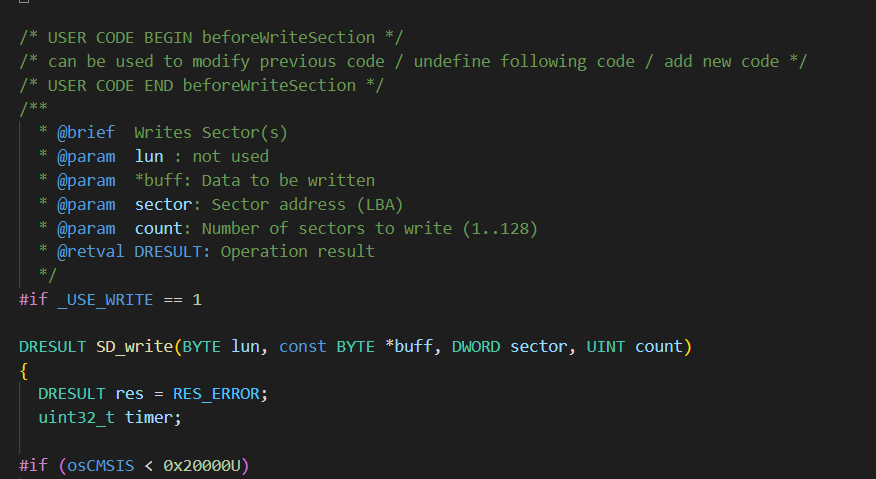 /* USER CODE BEGIN beforeWriteSection */
/* can be used to modify previous code / undefine following code / add new code */
/* USER CODE END beforeWriteSection */
/**
  * @brief  Writes Sector(s)
  * @param  lun : not used
  * @param  *buff: Data to be written
  * @param  sector: Sector address (LBA)
  * @param  count: Number of sectors to write (1..128)
  * @retval DRESULT: Operation result
  */
#if _USE_WRITE == 1
DRESULT SD_write(BYTE lun, const BYTE *buff, DWORD sector, UINT count)
{
  DRESULT res = RES_ERROR;
  uint32_t timer;
#if (osCMSIS < 0x20000U)